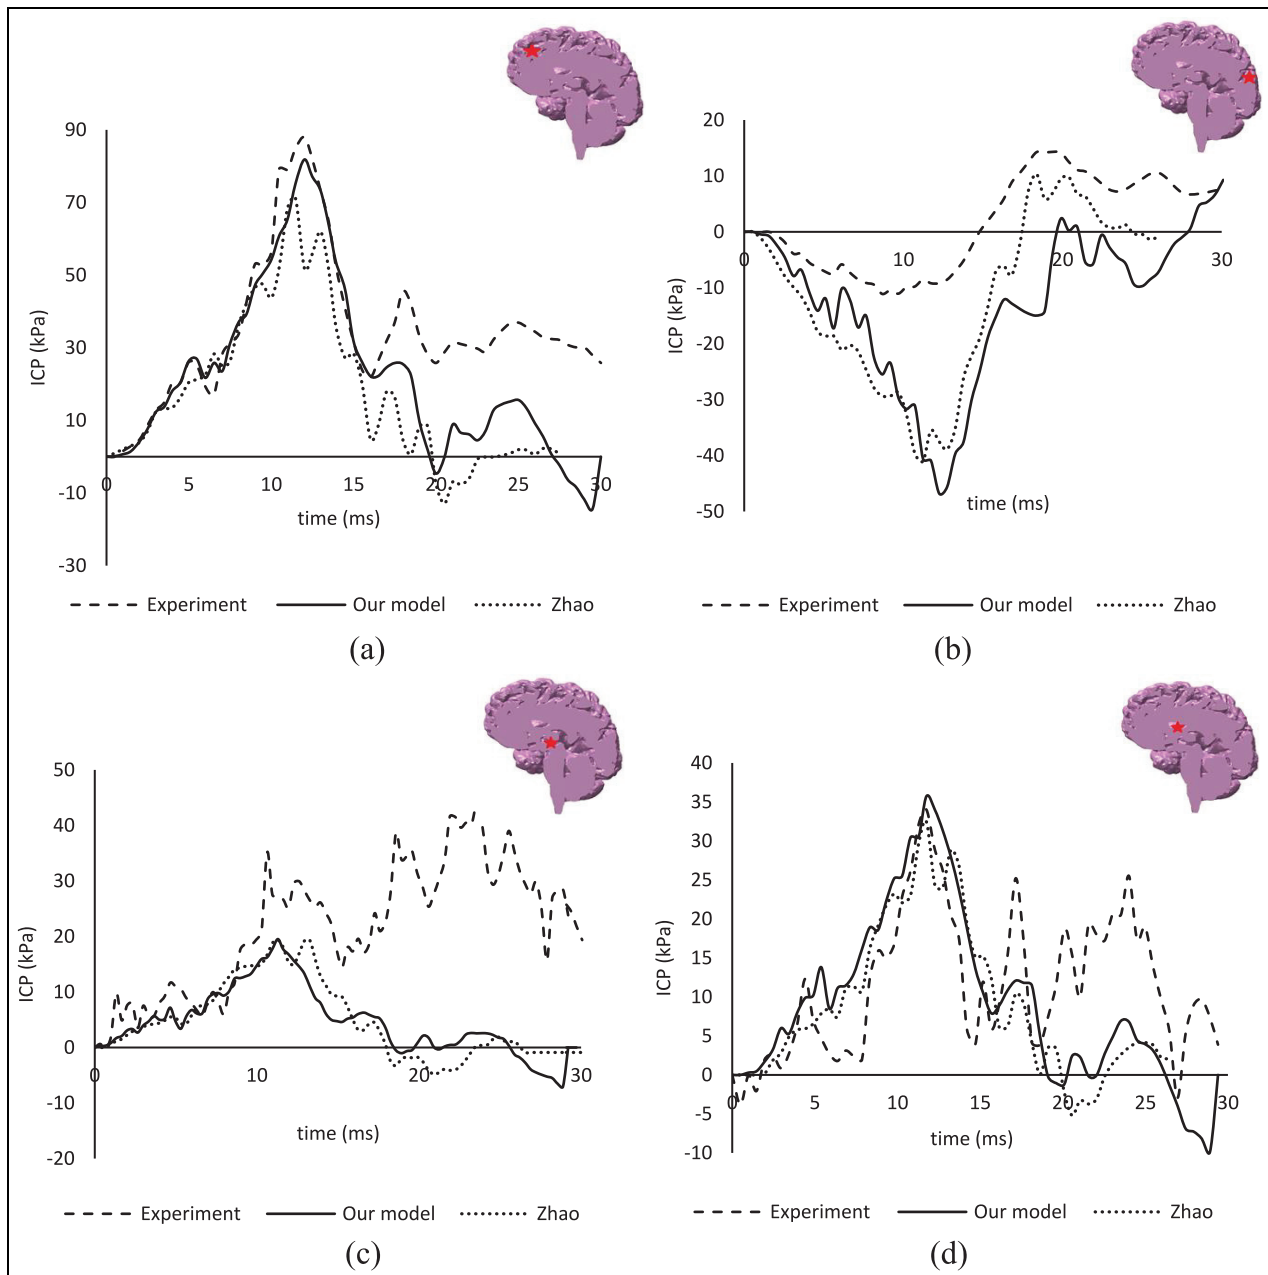 90
70
50
30
10
-10
-30
ICP (kPa)
0 5 10 15 20 25 30
time (ms)
Experiment Our model Zhao
(a)
20
10
0
-10
-20
-30
-40
-50
ICP (kPa)
0 10 20 30
time (ms)
Experiment Our model Zhao
(b)
50
40
30
20
10
0
-10
-20
ICP (kPa)
0 10 20 30
time (ms)
Experiment Our model Zhao
(c)
40
35
30
25
20
15
10
5
0
-5
-10
ICP (kPa)
0 5 10 15 20 25 30
time (ms)
Experiment Our model Zhao
(d)